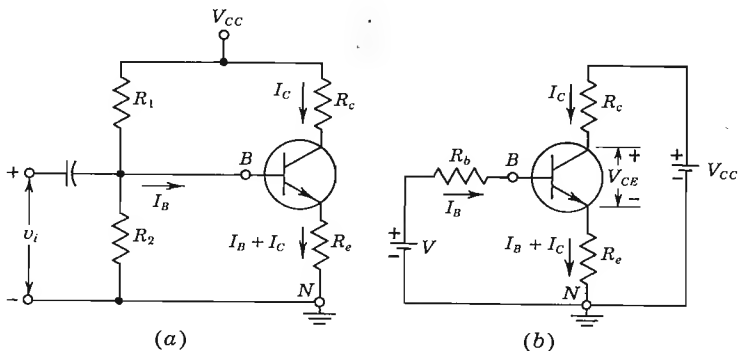 V_CC
R_1
I_C
R_c
B
+
I_B
v_i
R_2
I_B + I_C
R_e
N
-
(a)
I_C
R_c
+
R_b
B
V_CE
+
-
V_CC
+
-
I_B
-
V
I_B + I_C
R_e
N
(b)